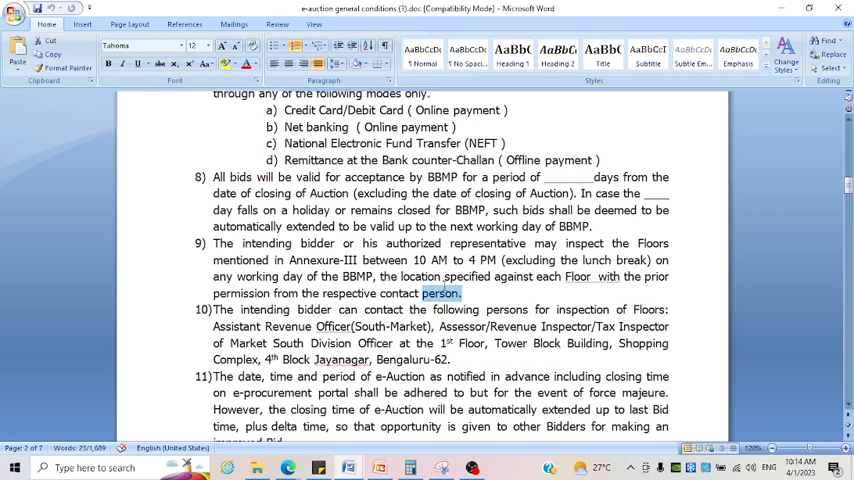 e-auction general conditions (3).doc [Compatibility Mode] - Microsoft Word
Home Insert Page Layout References Mailings Review View
Cut
Copy
Format Painter
Paste
Clipboard
Tahoma 12
Font
Paragraph
AaBbCcDc AaBbCcDc AaBbC AaBbCc AaBbCc AaBbCcDc AaBbCcDc AaBbCcDc
¶ Normal ¶ No Spaci... Heading 1 Heading 2 Title Subtitle Subtle Em... Emphasis
Change Styles
Styles
Find
Replace
Select
Editing
through any of the following modes only.
a) Credit Card/Debit Card ( Online payment )
b) Net banking ( Online payment )
c) National Electronic Fund Transfer (NEFT )
d) Remittance at the Bank counter-Challan ( Offline payment )
8) All bids will be valid for acceptance by BBMP for a period of ________days from the
date of closing of Auction (excluding the date of closing of Auction). In case the ____
day falls on a holiday or remains closed for BBMP, such bids shall be deemed to be
automatically extended to be valid up to the next working day of BBMP.
9) The intending bidder or his authorized representative may inspect the Floors
mentioned in Annexure-III between 10 AM to 4 PM (excluding the lunch break) on
any working day of the BBMP, the location specified against each Floor with the prior
permission from the respective contact person.
10)The intending bidder can contact the following persons for inspection of Floors:
Assistant Revenue Officer(South-Market), Assessor/Revenue Inspector/Tax Inspector
of Market South Division Officer at the 1st Floor, Tower Block Building, Shopping
Complex, 4th Block Jayanagar, Bengaluru-62.
11)The date, time and period of e-Auction as notified in advance including closing time
on e-procurement portal shall be adhered to but for the event of force majeure.
However, the closing time of e-Auction will be automatically extended up to last Bid
time, plus delta time, so that opportunity is given to other Bidders for making an
improved Bid.
Page: 2 of 7 Words: 23/1,689 English (United States) 120%
Type here to search 27°C ENG 10:14 AM 4/1/2023 2